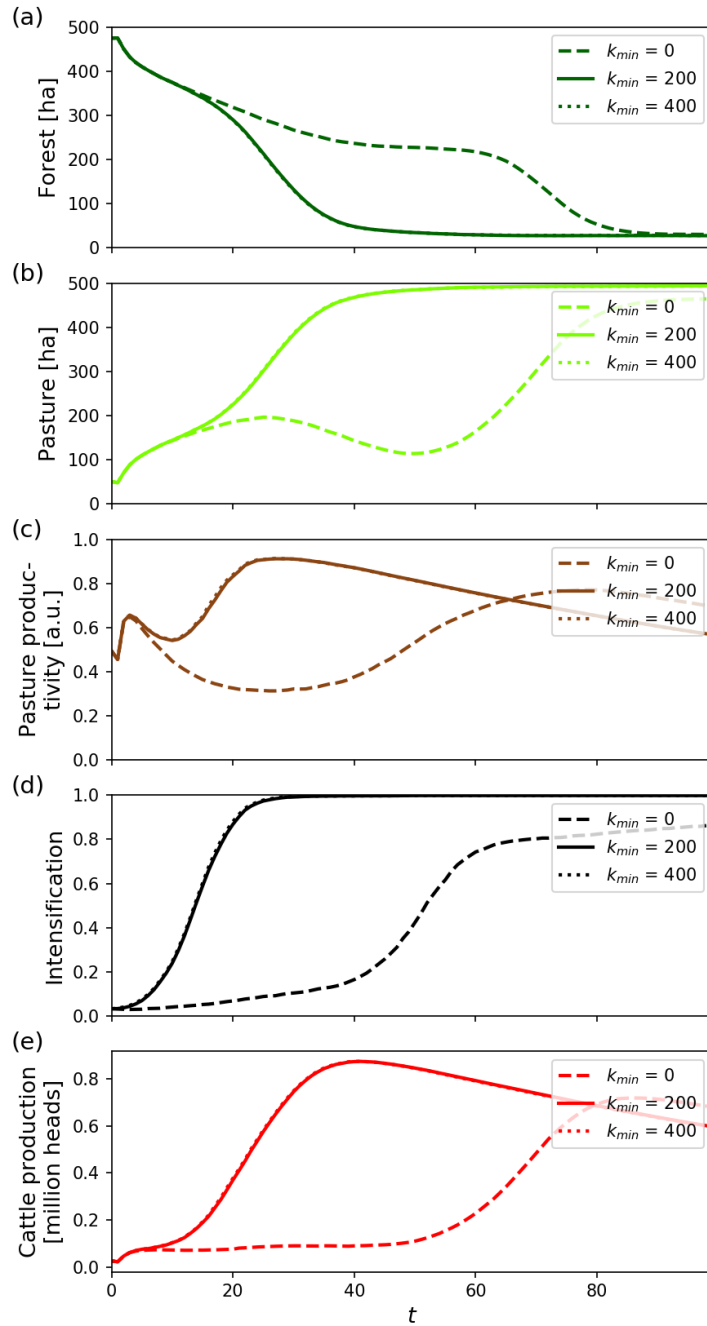 (a)
500
400
300
200
100
0
Forest [ha]
k_min = 0
k_min = 200
k_min = 400
(b)
500
400
300
200
100
0
Pasture [ha]
k_min = 0
k_min = 200
k_min = 400
(c)
1.0
0.8
0.6
0.4
0.2
0.0
Pasture produc-
tivity [a.u.]
k_min = 0
k_min = 200
k_min = 400
(d)
1.0
0.8
0.6
0.4
0.2
0.0
Intensification
k_min = 0
k_min = 200
k_min = 400
(e)
0.8
0.6
0.4
0.2
0.0
Cattle production
[million heads]
k_min = 0
k_min = 200
k_min = 400
0 20 40 60 80
t